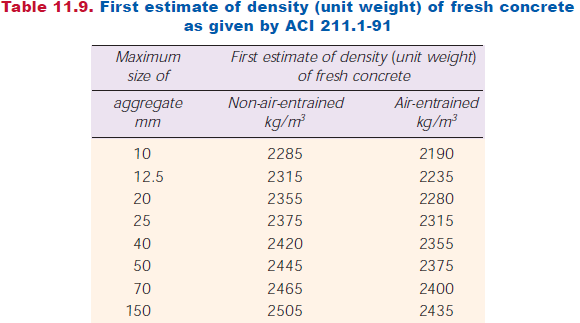 Table 11.9. First estimate of density (unit weight) of fresh concrete
as given by ACI 211.1-91
Maximum First estimate of density (unit weight)
size of of fresh concrete
aggregate Non-air-entrained Air-entrained
mm kg/m³ kg/m³
10 2285 2190
12.5 2315 2235
20 2355 2280
25 2375 2315
40 2420 2355
50 2445 2375
70 2465 2400
150 2505 2435